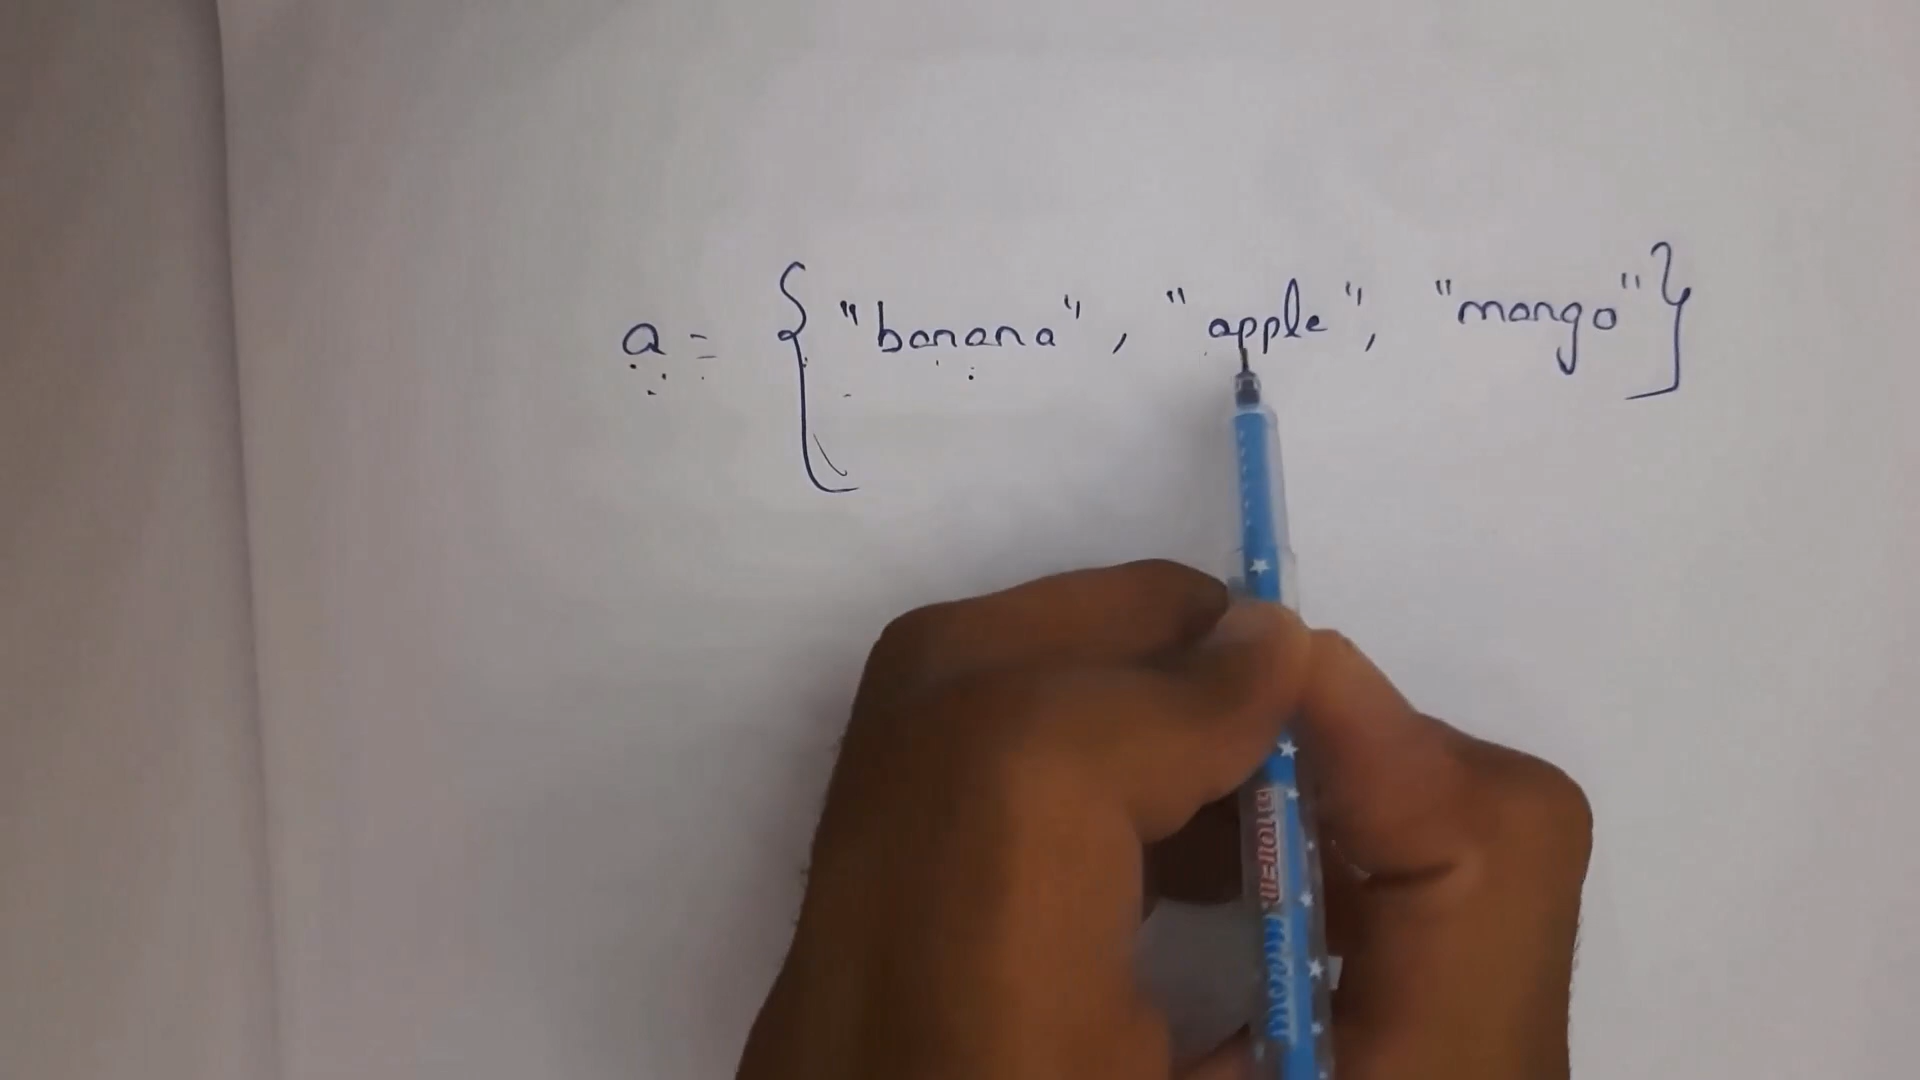 a = { "banana", "apple", "mango" }